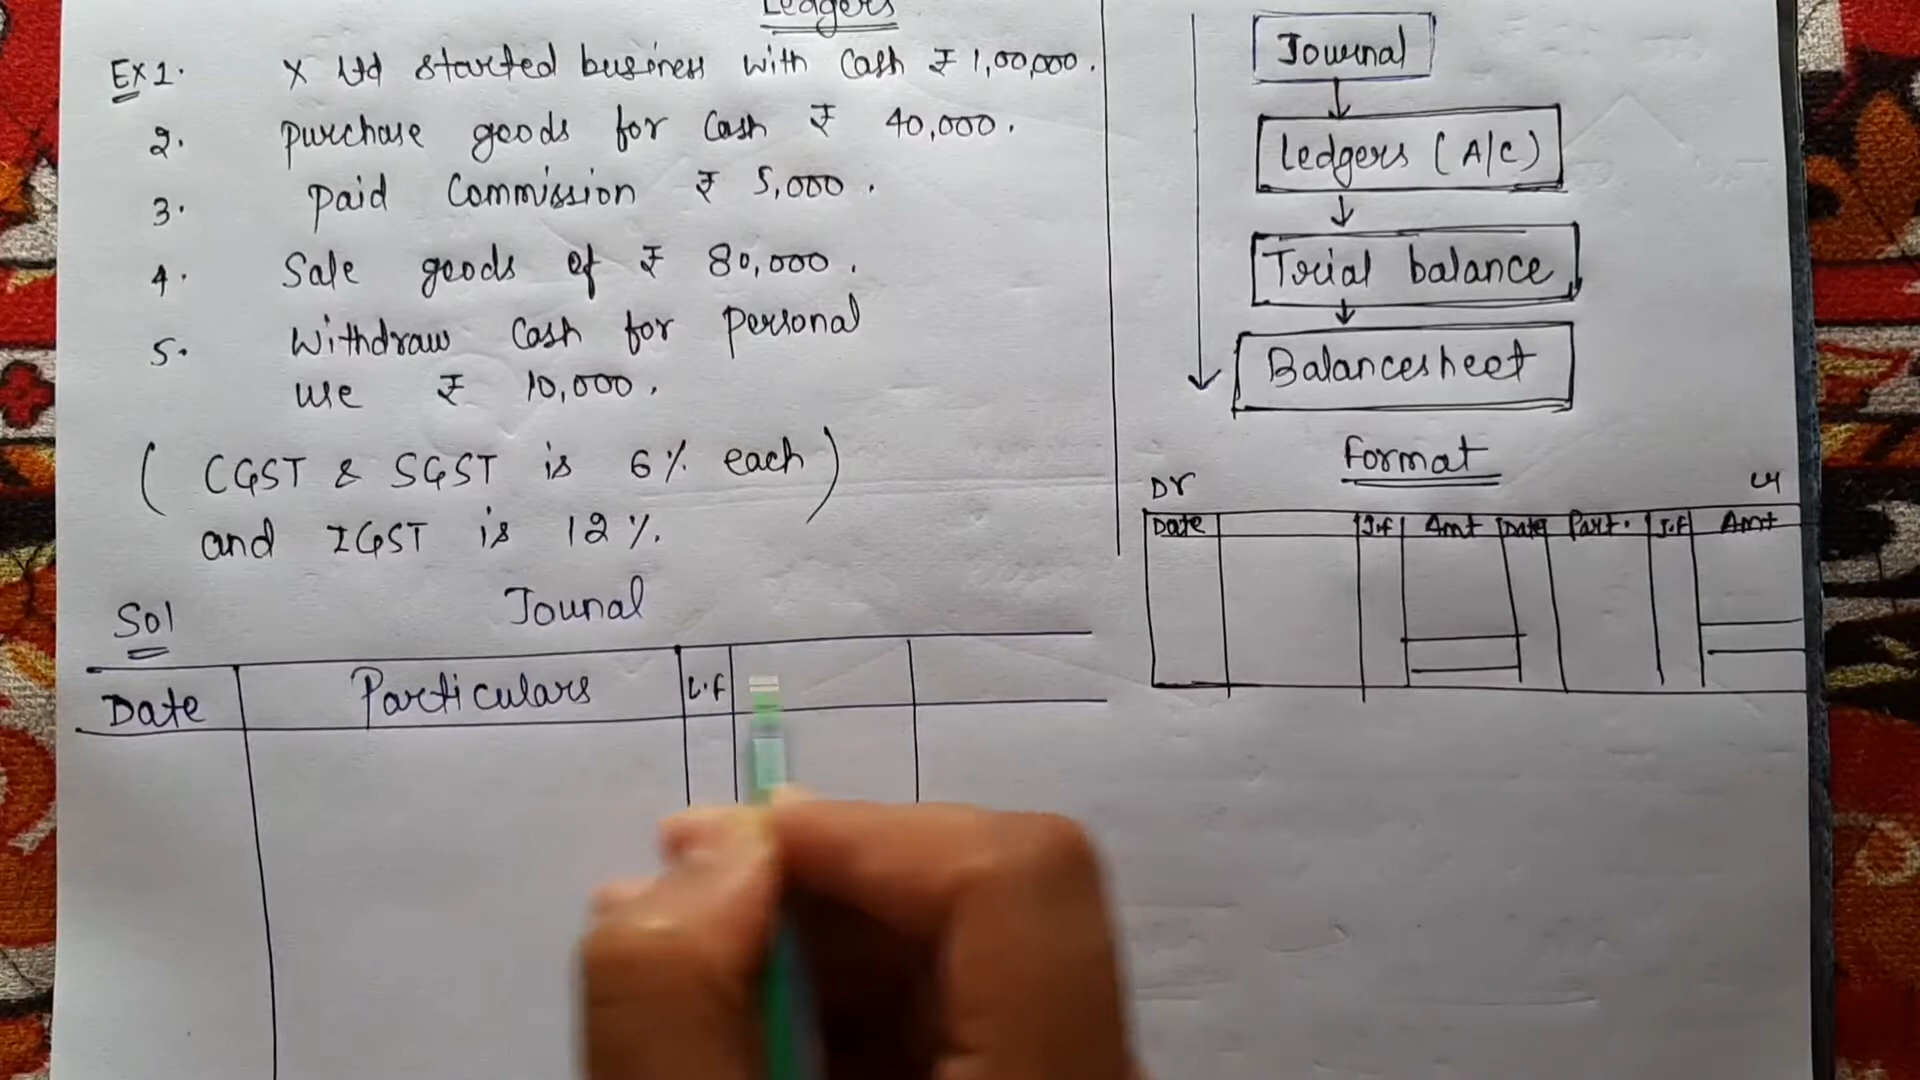 Ledgers
Ex 1. X Ltd started business with Cash ₹ 1,00,000.
2. Purchase goods for Cash ₹ 40,000.
3. Paid Commission ₹ 5,000.
4. Sale goods of ₹ 80,000.
5. Withdraw Cash for Personal
use ₹ 10,000.
( CGST & SGST is 6% each )
and IGST is 12%.
Sol Jounal
Date Particulars L.f
Journal
Ledgers (A/C)
Trial balance
Balancesheet
Format
Dr Cr
Date J.f Amt Date Part. J.f Amt